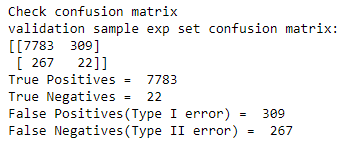 Check confusion matrix
validation sample exp set confusion matrix:
[[7783  309]
 [ 267   22]]
True Positives =  7783
True Negatives =  22
False Positives(Type I error) =  309
False Negatives(Type II error) =  267